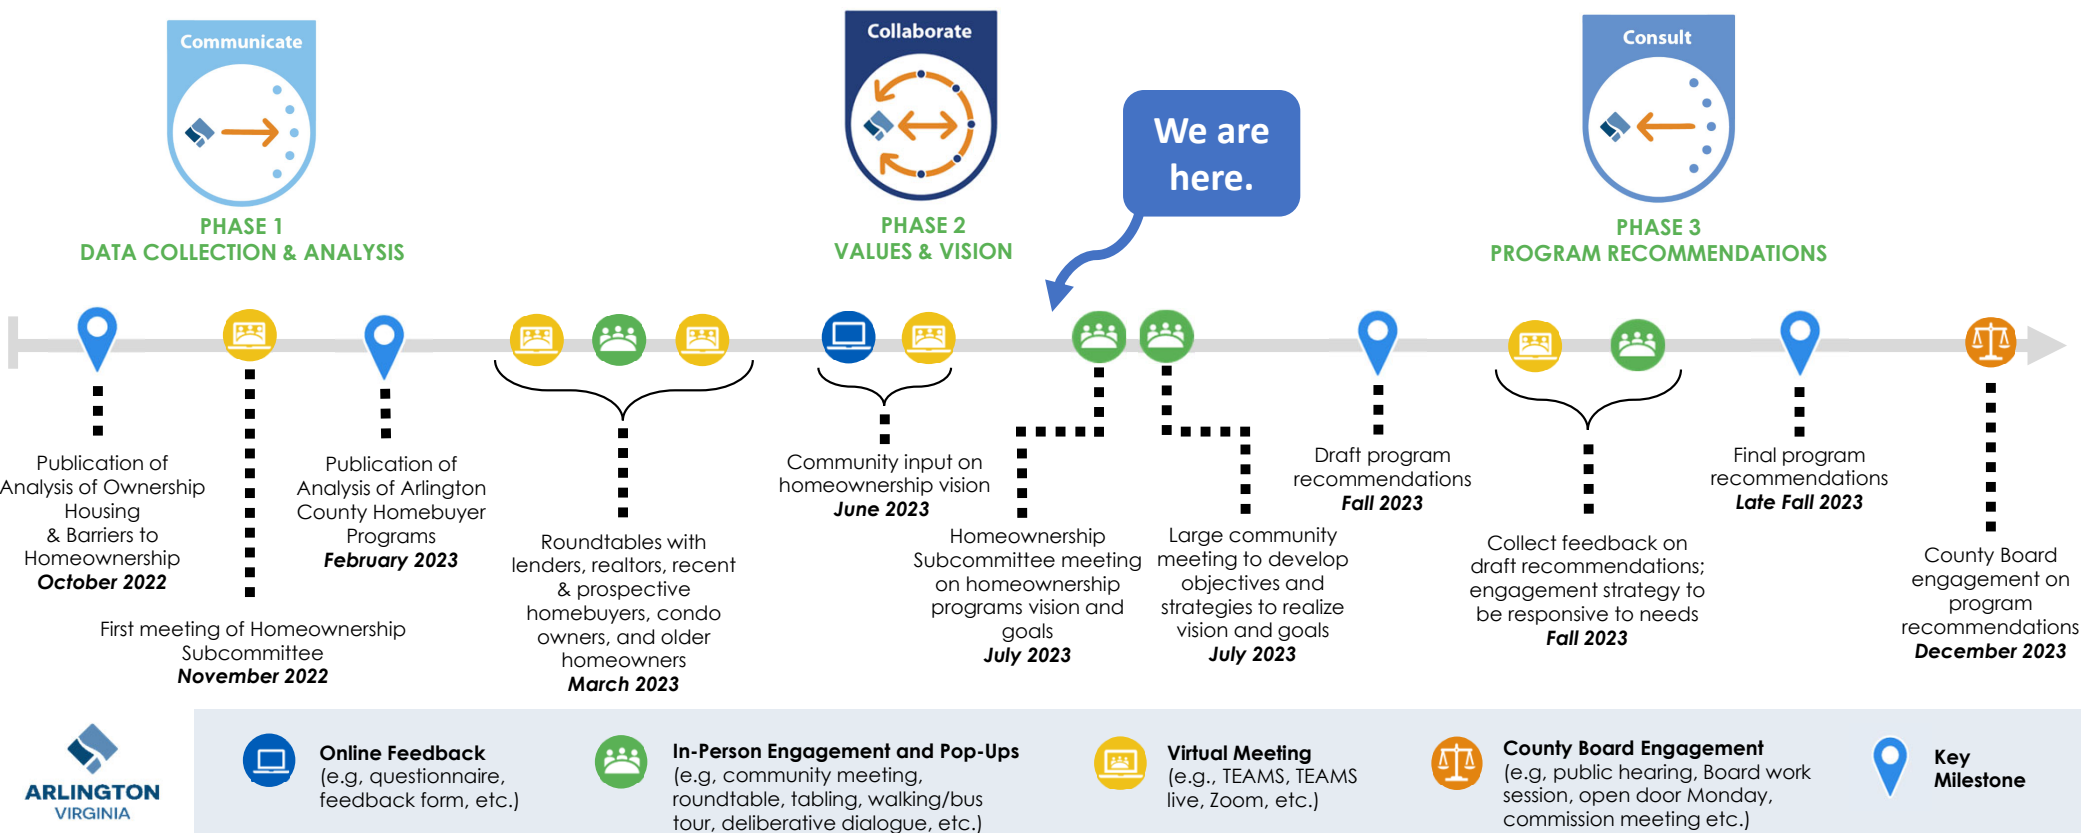 Communicate
PHASE 1
DATA COLLECTION & ANALYSIS
Collaborate
PHASE 2
VALUES & VISION
We are
here.
Consult
PHASE 3
PROGRAM RECOMMENDATIONS
Publication of
Analysis of Ownership
Housing
& Barriers to
Homeownership
October 2022
First meeting of Homeownership
Subcommittee
November 2022
Publication of
Analysis of Arlington
County Homebuyer
Programs
February 2023
Roundtables with
lenders, realtors, recent
& prospective
homebuyers, condo
owners, and older
homeowners
March 2023
Community input on
homeownership vision
June 2023
Homeownership
Subcommittee meeting
on homeownership
programs vision and
goals
July 2023
Large community
meeting to develop
objectives and
strategies to realize
vision and goals
July 2023
Draft program
recommendations
Fall 2023
Collect feedback on
draft recommendations;
engagement strategy to
be responsive to needs
Fall 2023
Final program
recommendations
Late Fall 2023
County Board
engagement on
program
recommendations
December 2023
ARLINGTON
VIRGINIA
Online Feedback
(e.g, questionnaire,
feedback form, etc.)
In-Person Engagement and Pop-Ups
(e.g, community meeting,
roundtable, tabling, walking/bus
tour, deliberative dialogue, etc.)
Virtual Meeting
(e.g., TEAMS, TEAMS
live, Zoom, etc.)
County Board Engagement
(e.g, public hearing, Board work
session, open door Monday,
commission meeting etc.)
Key
Milestone